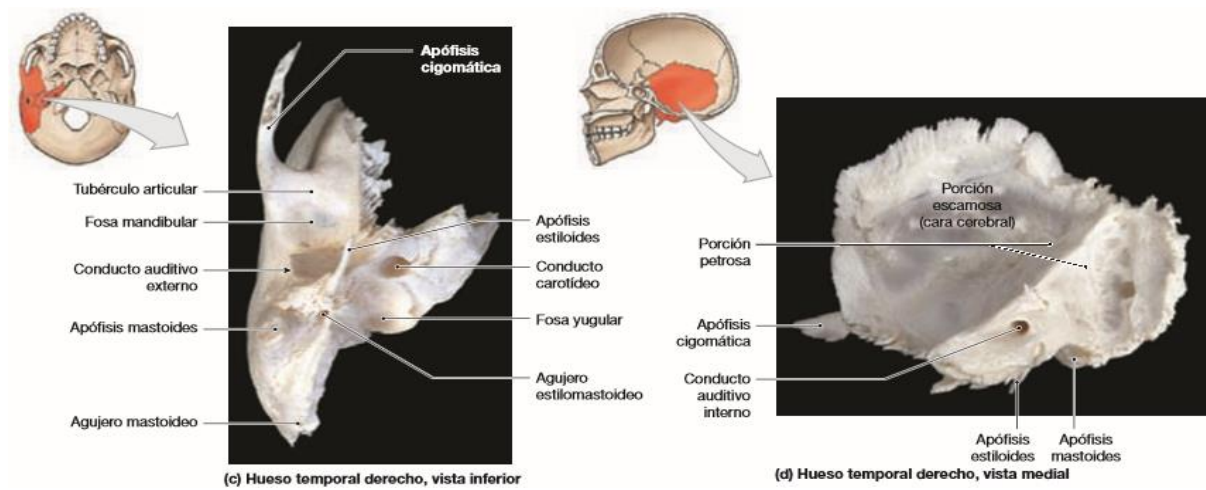 Apófisis
cigomática
Tubérculo articular
Fosa mandibular
Conducto auditivo
externo
Apófisis mastoides
Agujero mastoideo
Apófisis
estiloides
Conducto
carotídeo
Fosa yugular
Agujero
estilomastoideo
(c) Hueso temporal derecho, vista inferior
Porción
escamosa
(cara cerebral)
Porción
petrosa
Apófisis
cigomática
Conducto
auditivo
interno
Apófisis
estiloides
Apófisis
mastoides
(d) Hueso temporal derecho, vista medial